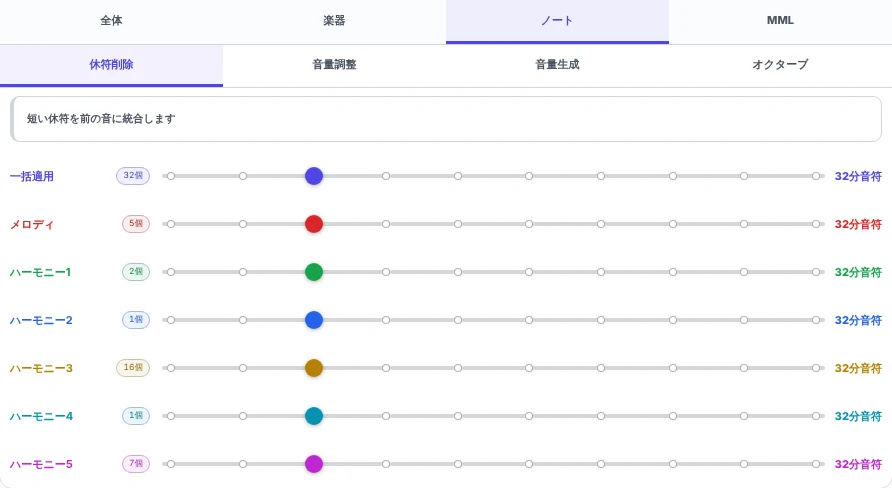 全体 楽器 ノート MML
休符削除 音量調整 音量生成 オクターブ
短い休符を前の音に統合します
一括適用 32個 32分音符
メロディ 5個 32分音符
ハーモニー1 2個 32分音符
ハーモニー2 1個 32分音符
ハーモニー3 16個 32分音符
ハーモニー4 1個 32分音符
ハーモニー5 7個 32分音符